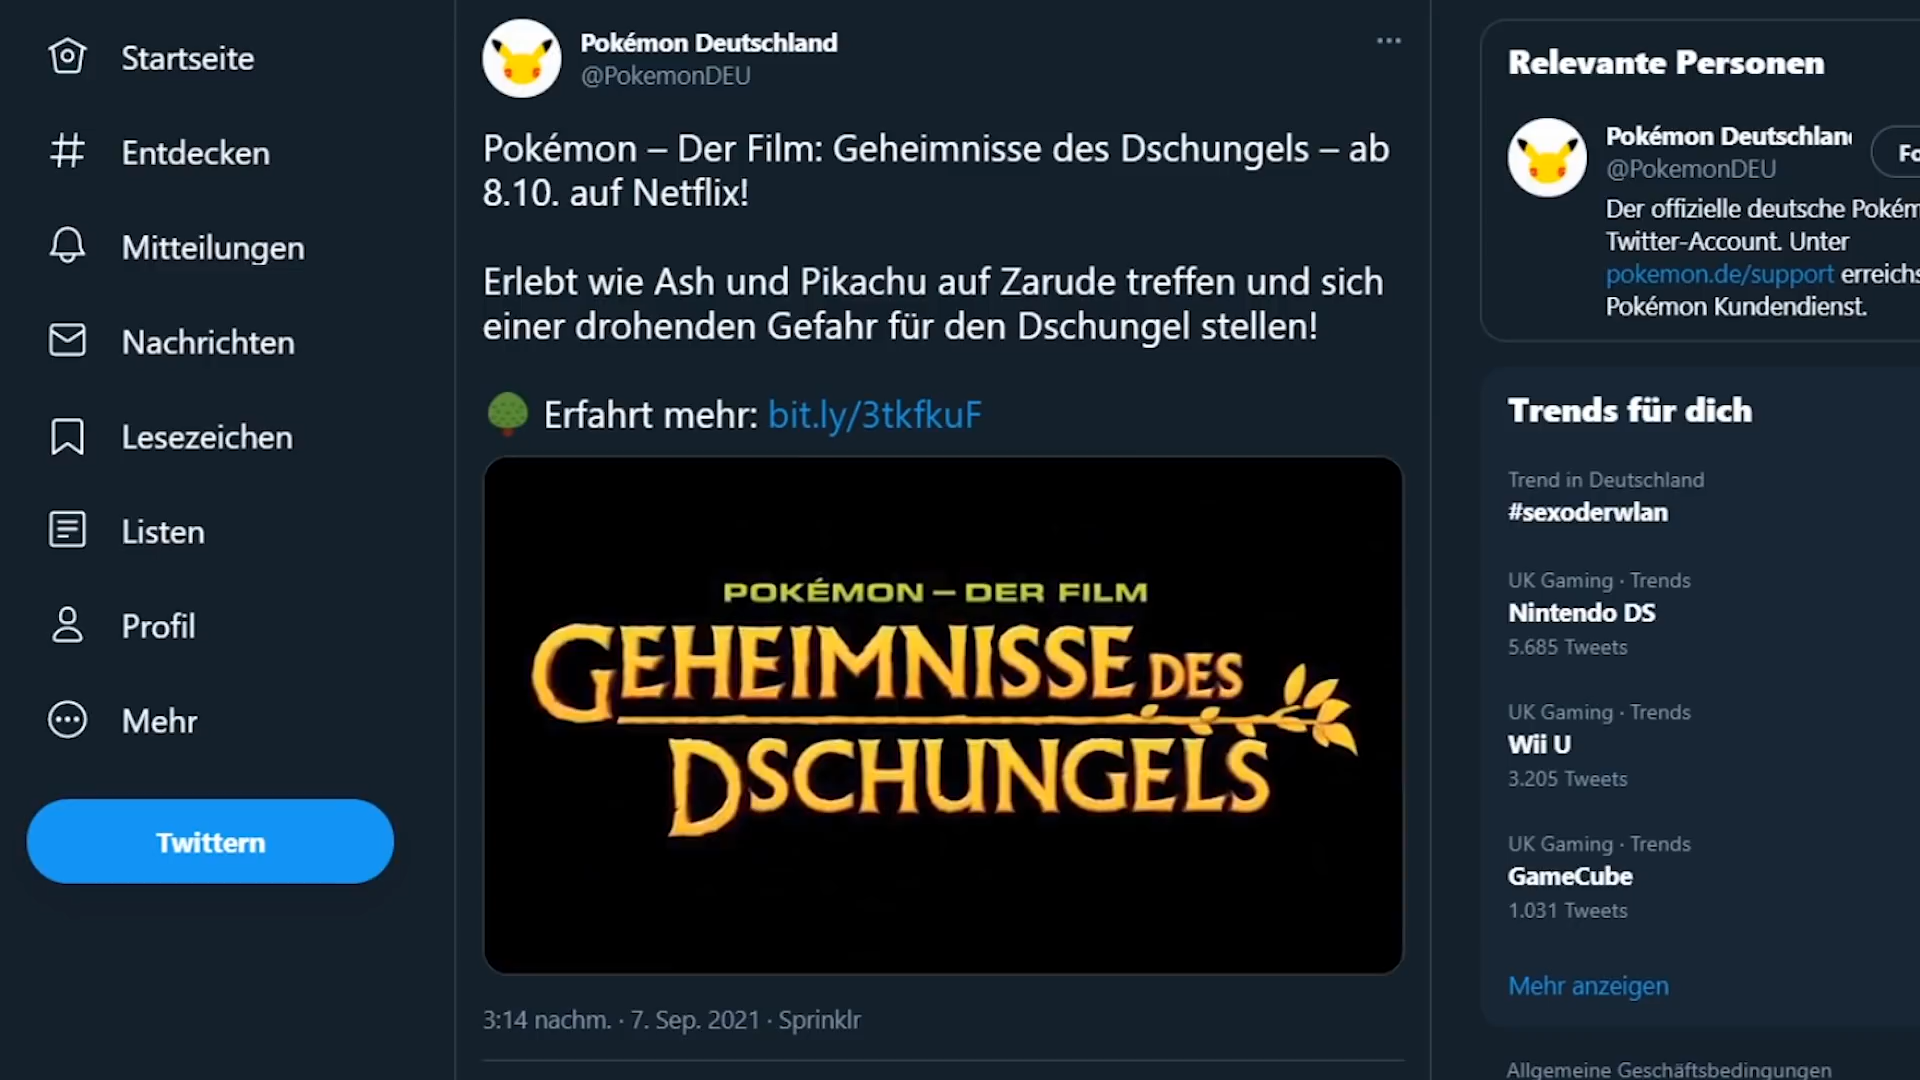 Startseite
Entdecken
Mitteilungen
Nachrichten
Lesezeichen
Listen
Profil
Mehr
Twittern
Pokémon Deutschland
@PokemonDEU
Pokémon – Der Film: Geheimnisse des Dschungels – ab
8.10. auf Netflix!
Erlebt wie Ash und Pikachu auf Zarude treffen und sich
einer drohenden Gefahr für den Dschungel stellen!
Erfahrt mehr: bit.ly/3tkfkuF
POKÉMON – DER FILM
GEHEIMNISSE DES
DSCHUNGELS
3:14 nachm. · 7. Sep. 2021 · Sprinklr
Relevante Personen
Pokémon Deutschlan
@PokemonDEU
Fo
Der offizielle deutsche Pokém
Twitter-Account. Unter
pokemon.de/support erreichs
Pokémon Kundendienst.
Trends für dich
Trend in Deutschland
#sexoderwlan
UK Gaming · Trends
Nintendo DS
5.685 Tweets
UK Gaming · Trends
Wii U
3.205 Tweets
UK Gaming · Trends
GameCube
1.031 Tweets
Mehr anzeigen
Allgemeine Geschäftsbedingungen